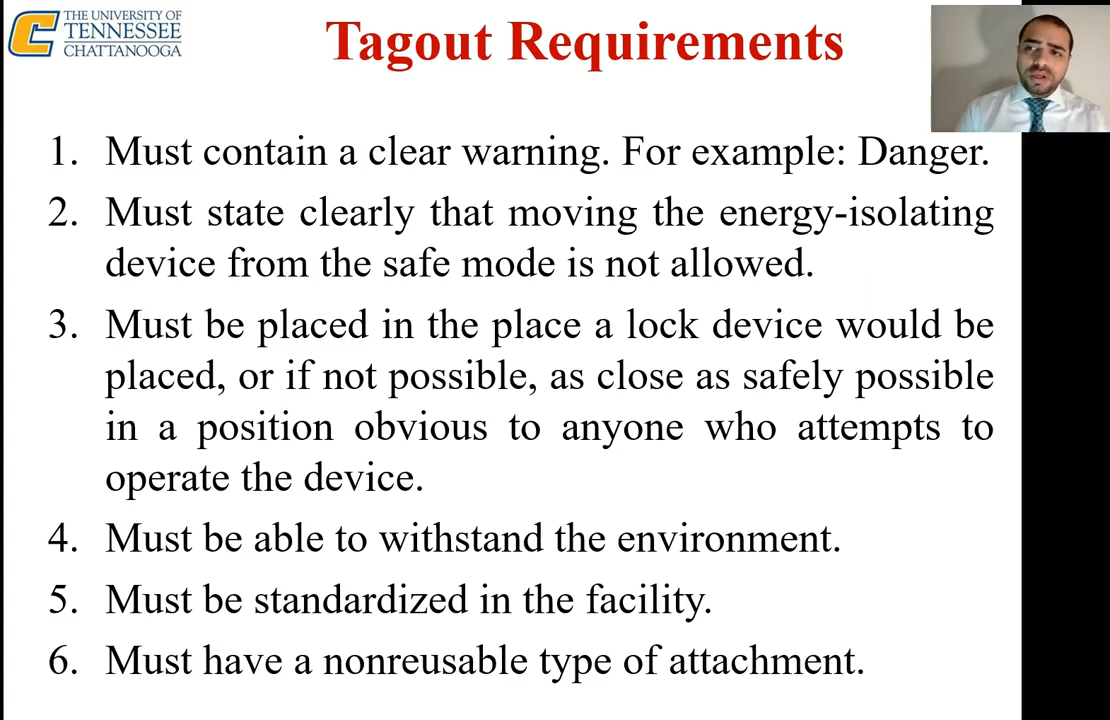 THE UNIVERSITY OF
TENNESSEE
CHATTANOOGA
Tagout Requirements
1. Must contain a clear warning. For example: Danger.
2. Must state clearly that moving the energy-isolating
device from the safe mode is not allowed.
3. Must be placed in the place a lock device would be
placed, or if not possible, as close as safely possible
in a position obvious to anyone who attempts to
operate the device.
4. Must be able to withstand the environment.
5. Must be standardized in the facility.
6. Must have a nonreusable type of attachment.